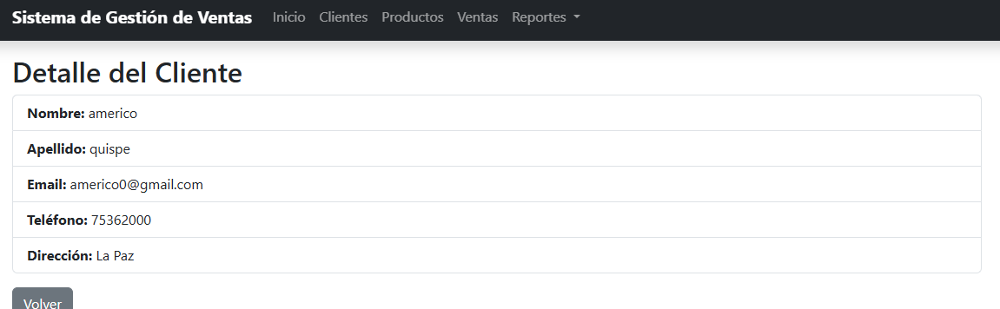 Sistema de Gestión de Ventas Inicio Clientes Productos Ventas Reportes
Detalle del Cliente
Nombre: americo
Apellido: quispe
Email: americo0@gmail.com
Teléfono: 75362000
Dirección: La Paz
Volver